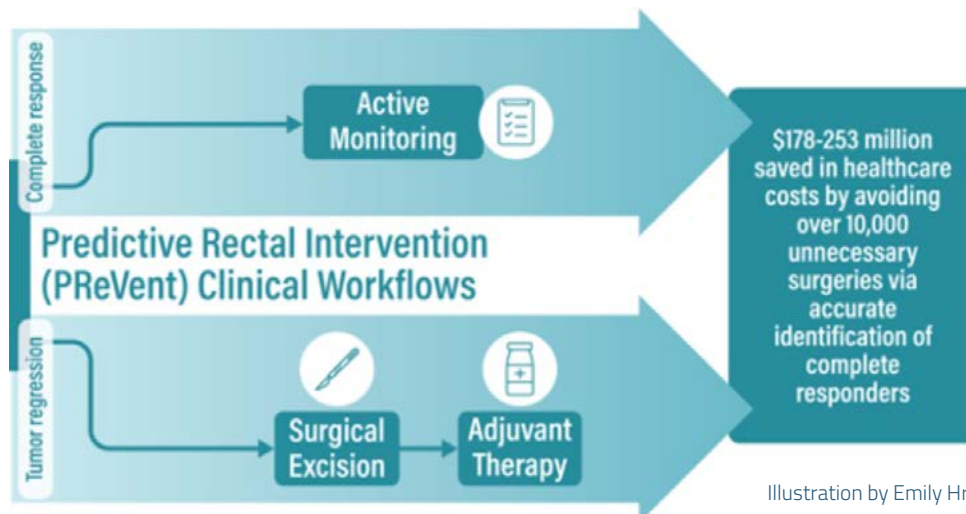 Complete response
Active
Monitoring
Predictive Rectal Intervention
(PReVent) Clinical Workflows
Tumor regression
Surgical
Excision
Adjuvant
Therapy
$178-253 million
saved in healthcare
costs by avoiding
over 10,000
unnecessary
surgeries via
accurate
identification of
complete
responders
Illustration by Emily